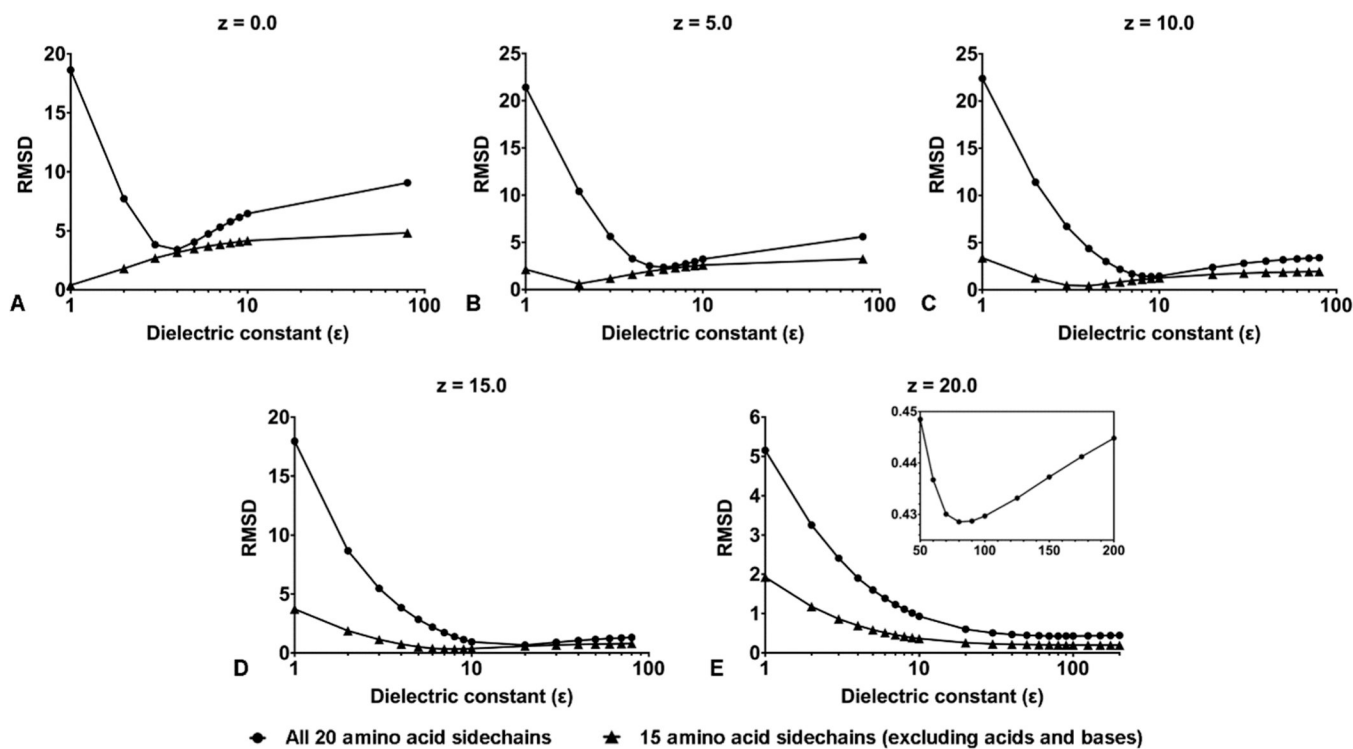 z = 0.0
z = 5.0
z = 10.0
20
15
10
5
0
RMSD
1
10
100
Dielectric constant (ε)
A
25
20
15
10
5
0
RMSD
1
10
100
Dielectric constant (ε)
B
25
20
15
10
5
0
RMSD
1
10
100
Dielectric constant (ε)
C
z = 15.0
z = 20.0
20
15
10
5
0
RMSD
1
10
100
Dielectric constant (ε)
D
6
5
4
3
2
1
0
RMSD
1
10
100
Dielectric constant (ε)
E
0.45
0.44
0.43
50
100
150
200
All 20 amino acid sidechains
15 amino acid sidechains (excluding acids and bases)